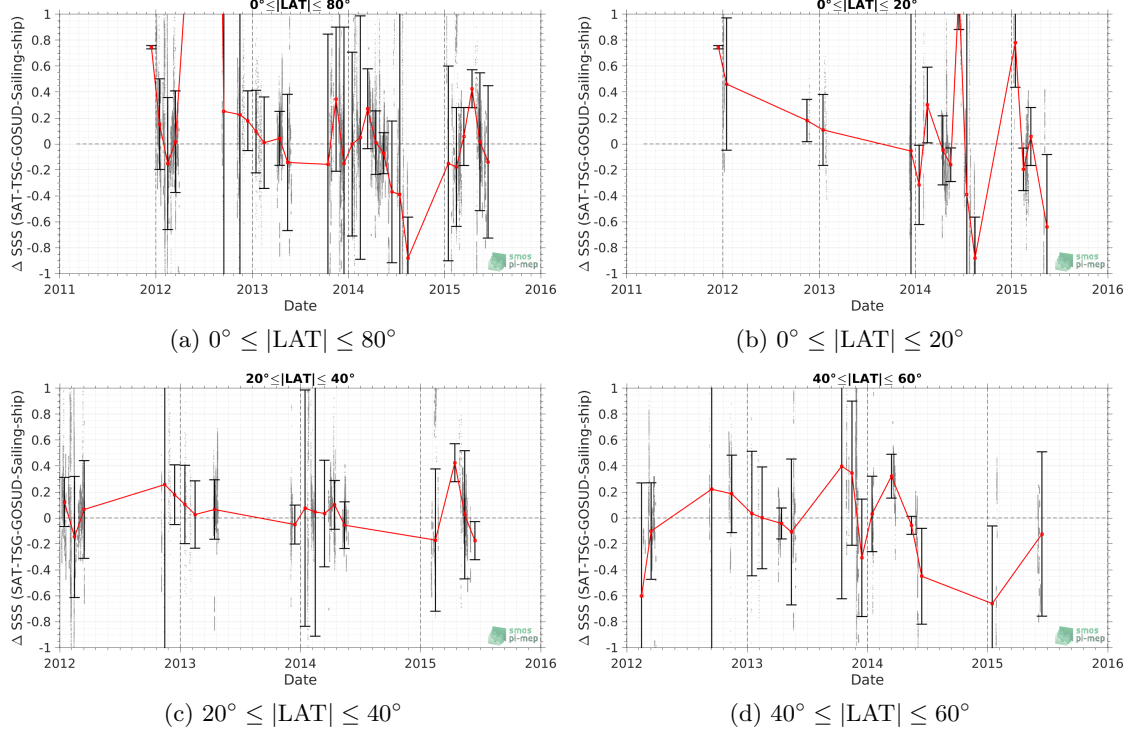 0°≤|LAT|≤ 80°
Δ SSS (SAT-TSG-GOSUD-Sailing-ship)
1
0.8
0.6
0.4
0.2
0
-0.2
-0.4
-0.6
-0.8
-1
2011 2012 2013 2014 2015 2016
Date
smos
pi-mep
(a) 0° ≤ |LAT| ≤ 80°
0°≤|LAT|≤ 20°
Δ SSS (SAT-TSG-GOSUD-Sailing-ship)
1
0.8
0.6
0.4
0.2
0
-0.2
-0.4
-0.6
-0.8
-1
2011 2012 2013 2014 2015 2016
Date
smos
pi-mep
(b) 0° ≤ |LAT| ≤ 20°
20°≤|LAT|≤ 40°
Δ SSS (SAT-TSG-GOSUD-Sailing-ship)
1
0.8
0.6
0.4
0.2
0
-0.2
-0.4
-0.6
-0.8
-1
2012 2013 2014 2015 2016
Date
smos
pi-mep
(c) 20° ≤ |LAT| ≤ 40°
40°≤|LAT|≤ 60°
Δ SSS (SAT-TSG-GOSUD-Sailing-ship)
1
0.8
0.6
0.4
0.2
0
-0.2
-0.4
-0.6
-0.8
-1
2012 2013 2014 2015 2016
Date
smos
pi-mep
(d) 40° ≤ |LAT| ≤ 60°